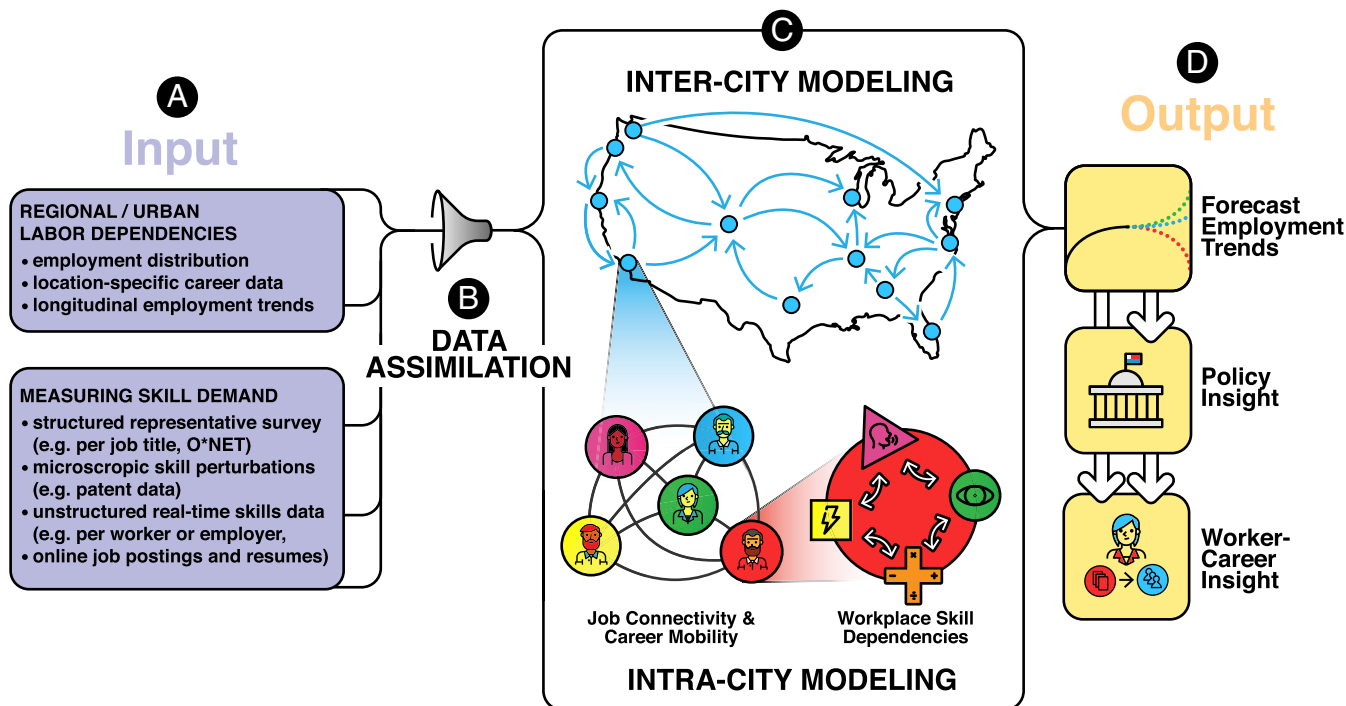 A
Input
REGIONAL / URBAN
LABOR DEPENDENCIES
• employment distribution
• location-specific career data
• longitudinal employment trends
MEASURING SKILL DEMAND
• structured representative survey
(e.g. per job title, O*NET)
• microscopic skill perturbations
(e.g. patent data)
• unstructured real-time skills data
(e.g. per worker or employer,
• online job postings and resumes)
B
DATA
ASSIMILATION
C
INTER-CITY MODELING
Job Connectivity &
Career Mobility
Workplace Skill
Dependencies
INTRA-CITY MODELING
D
Output
Forecast
Employment
Trends
Policy
Insight
Worker-
Career
Insight